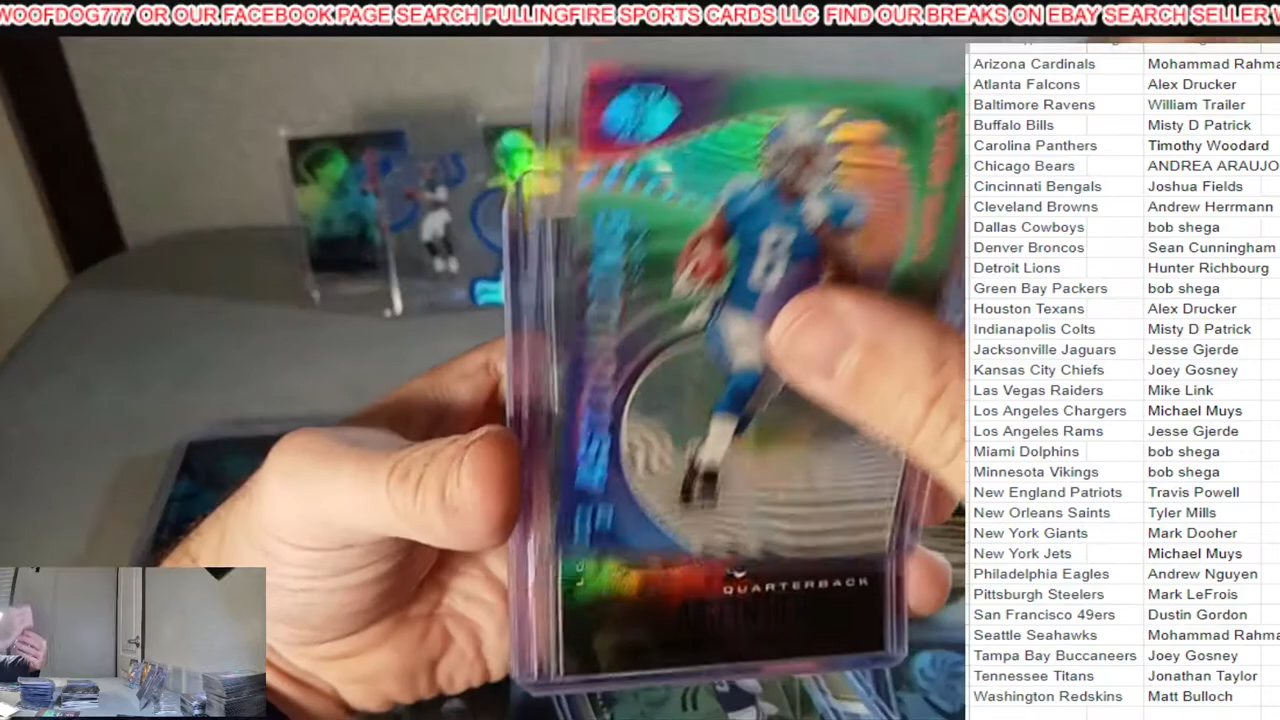 WOOFDOG777 OR OUR FACEBOOK PAGE SEARCH PULLINGFIRE SPORTS CARDS LLC FIND OUR BREAKS ON EBAY SEARCH SELLER
Arizona Cardinals Mohammad Rahma
Atlanta Falcons Alex Drucker
Baltimore Ravens William Trailer
Buffalo Bills Misty D Patrick
Carolina Panthers Timothy Woodard
Chicago Bears ANDREA ARAUJO
Cincinnati Bengals Joshua Fields
Cleveland Browns Andrew Herrmann
Dallas Cowboys bob shega
Denver Broncos Sean Cunningham
Detroit Lions Hunter Richbourg
Green Bay Packers bob shega
Houston Texans Alex Drucker
Indianapolis Colts Misty D Patrick
Jacksonville Jaguars Jesse Gjerde
Kansas City Chiefs Joey Gosney
Las Vegas Raiders Mike Link
Los Angeles Chargers Michael Muys
Los Angeles Rams Jesse Gjerde
Miami Dolphins bob shega
Minnesota Vikings bob shega
New England Patriots Travis Powell
New Orleans Saints Tyler Mills
New York Giants Mark Dooher
New York Jets Michael Muys
Philadelphia Eagles Andrew Nguyen
Pittsburgh Steelers Mark LeFrois
San Francisco 49ers Dustin Gordon
Seattle Seahawks Mohammad Rahma
Tampa Bay Buccaneers Joey Gosney
Tennessee Titans Jonathan Taylor
Washington Redskins Matt Bulloch
8
QUARTERBACK